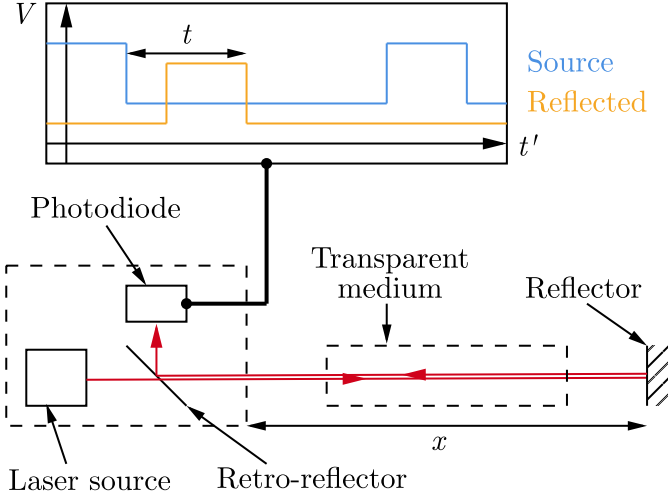 V
t
Source
Reflected
t'
Photodiode
Transparent
medium
Reflector
x
Laser source
Retro-reflector